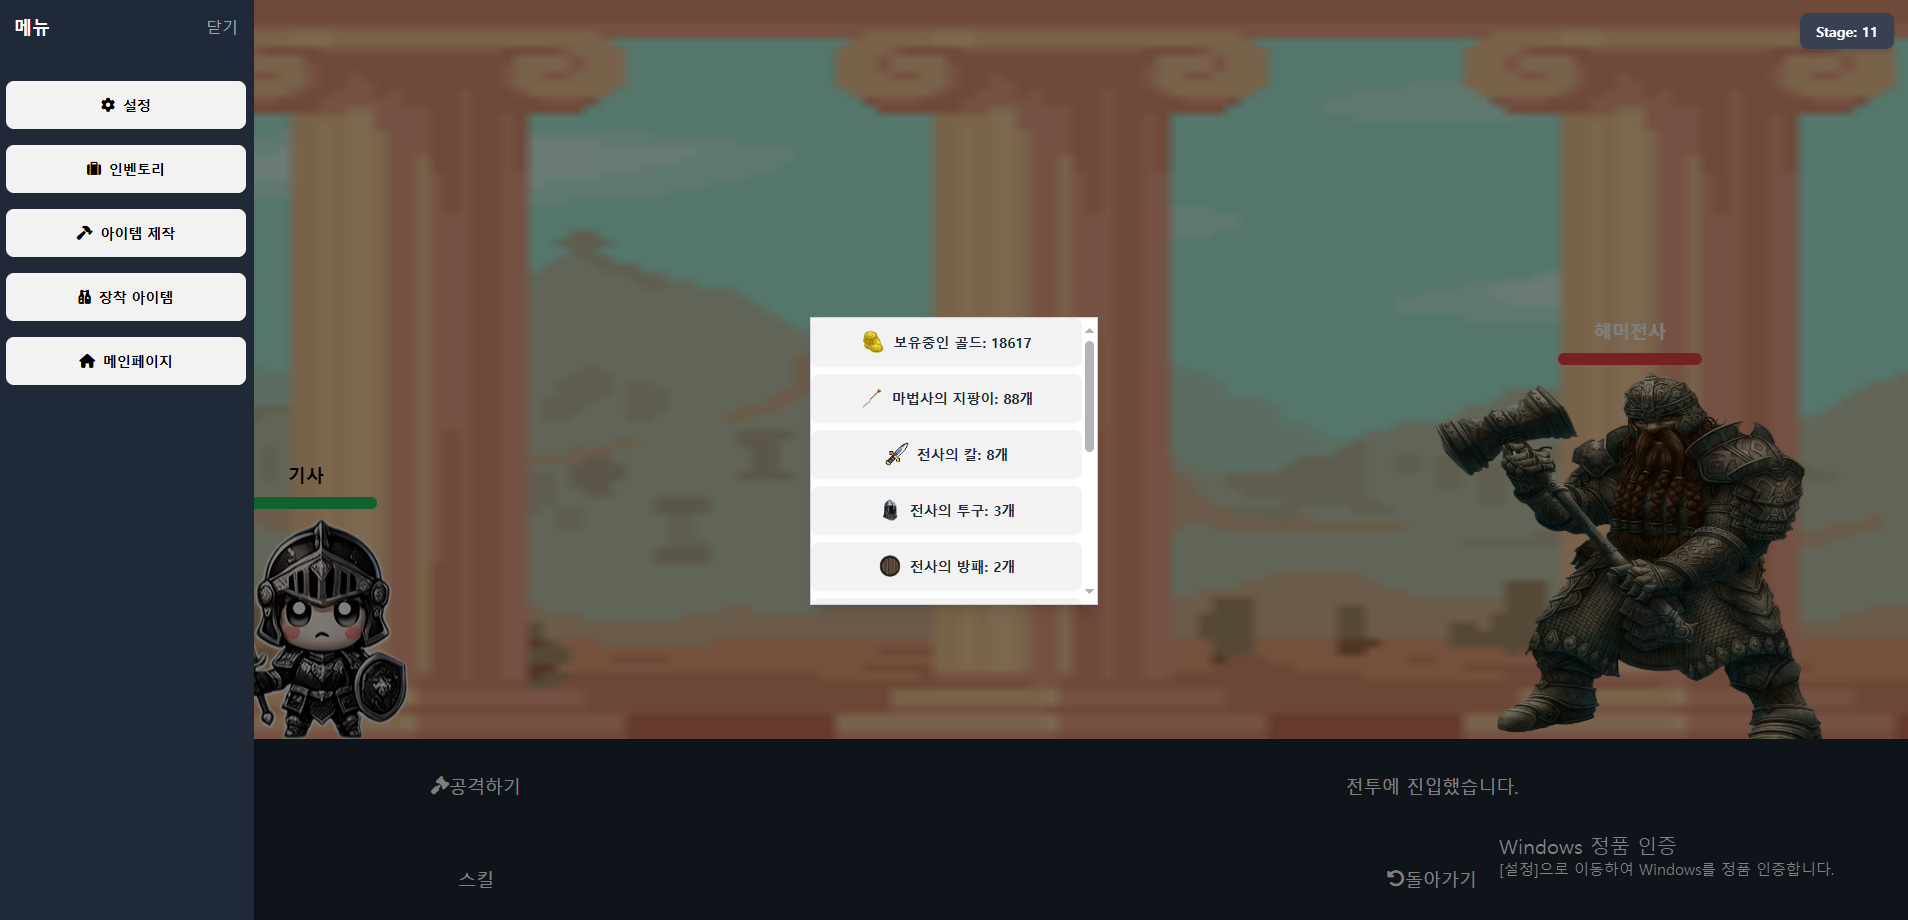 메뉴
닫기
Stage: 11
설정
인벤토리
아이템 제작
장착 아이템
메인페이지
보유중인 골드: 18617
마법사의 지팡이: 88개
전사의 칼: 8개
전사의 투구: 3개
전사의 방패: 2개
해머전사
기사
공격하기
전투에 진입했습니다.
스킬
돌아가기
Windows 정품 인증
[설정]으로 이동하여 Windows를 정품 인증합니다.